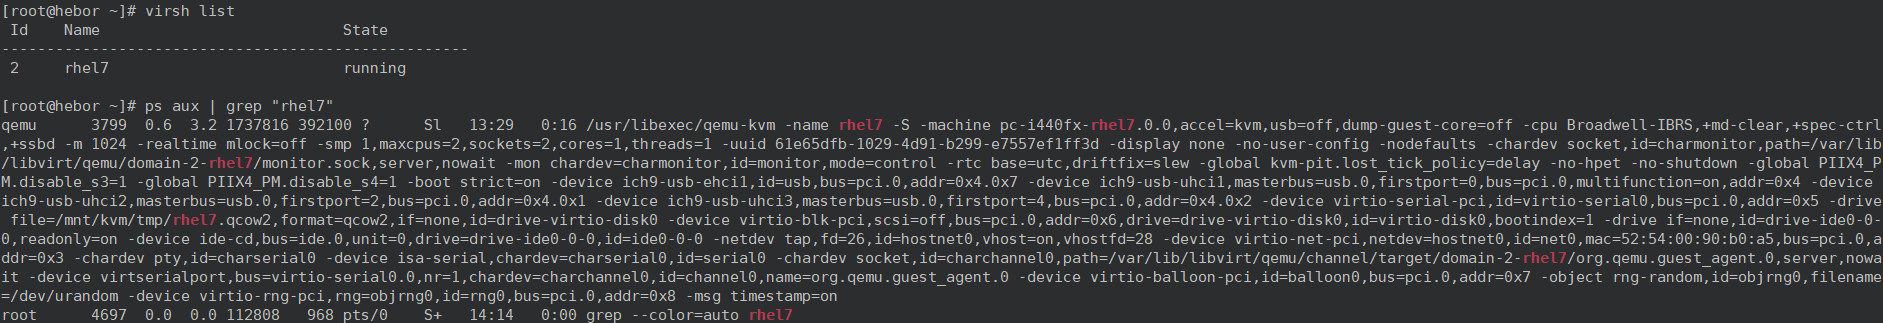 [root@hebor ~]# virsh list
 Id    Name                           State
----------------------------------------------------
 2     rhel7                          running
[root@hebor ~]# ps aux | grep "rhel7"
qemu      3799  0.6  3.2 1737816 392100 ?      Sl   13:29   0:16 /usr/libexec/qemu-kvm -name rhel7 -S -machine pc-i440fx-rhel7.0.0,accel=kvm,usb=off,dump-guest-core=off -cpu Broadwell-IBRS,+md-clear,+spec-ctrl
,+ssbd -m 1024 -realtime mlock=off -smp 1,maxcpus=2,sockets=2,cores=1,threads=1 -uuid 61e65dfb-1029-4d91-b299-e7557ef1ff3d -display none -no-user-config -nodefaults -chardev socket,id=charmonitor,path=/var/lib
/libvirt/qemu/domain-2-rhel7/monitor.sock,server,nowait -mon chardev=charmonitor,id=monitor,mode=control -rtc base=utc,driftfix=slew -global kvm-pit.lost_tick_policy=delay -no-hpet -no-shutdown -global PIIX4_P
M.disable_s3=1 -global PIIX4_PM.disable_s4=1 -boot strict=on -device ich9-usb-ehci1,id=usb,bus=pci.0,addr=0x4.0x7 -device ich9-usb-uhci1,masterbus=usb.0,firstport=0,bus=pci.0,multifunction=on,addr=0x4 -device
ich9-usb-uhci2,masterbus=usb.0,firstport=2,bus=pci.0,addr=0x4.0x1 -device ich9-usb-uhci3,masterbus=usb.0,firstport=4,bus=pci.0,addr=0x4.0x2 -device virtio-serial-pci,id=virtio-serial0,bus=pci.0,addr=0x5 -drive
 file=/mnt/kvm/tmp/rhel7.qcow2,format=qcow2,if=none,id=drive-virtio-disk0 -device virtio-blk-pci,scsi=off,bus=pci.0,addr=0x6,drive=drive-virtio-disk0,id=virtio-disk0,bootindex=1 -drive if=none,id=drive-ide0-0-
0,readonly=on -device ide-cd,bus=ide.0,unit=0,drive=drive-ide0-0-0,id=ide0-0-0 -netdev tap,fd=26,id=hostnet0,vhost=on,vhostfd=28 -device virtio-net-pci,netdev=hostnet0,id=net0,mac=52:54:00:90:b0:a5,bus=pci.0,a
ddr=0x3 -chardev pty,id=charserial0 -device isa-serial,chardev=charserial0,id=serial0 -chardev socket,id=charchannel0,path=/var/lib/libvirt/qemu/channel/target/domain-2-rhel7/org.qemu.guest_agent.0,server,nowa
it -device virtserialport,bus=virtio-serial0.0,nr=1,chardev=charchannel0,id=channel0,name=org.qemu.guest_agent.0 -device virtio-balloon-pci,id=balloon0,bus=pci.0,addr=0x7 -object rng-random,id=objrng0,filename
=/dev/urandom -device virtio-rng-pci,rng=objrng0,id=rng0,bus=pci.0,addr=0x8 -msg timestamp=on
root      4697  0.0  0.0 112808   968 pts/0    S+   14:14   0:00 grep --color=auto rhel7